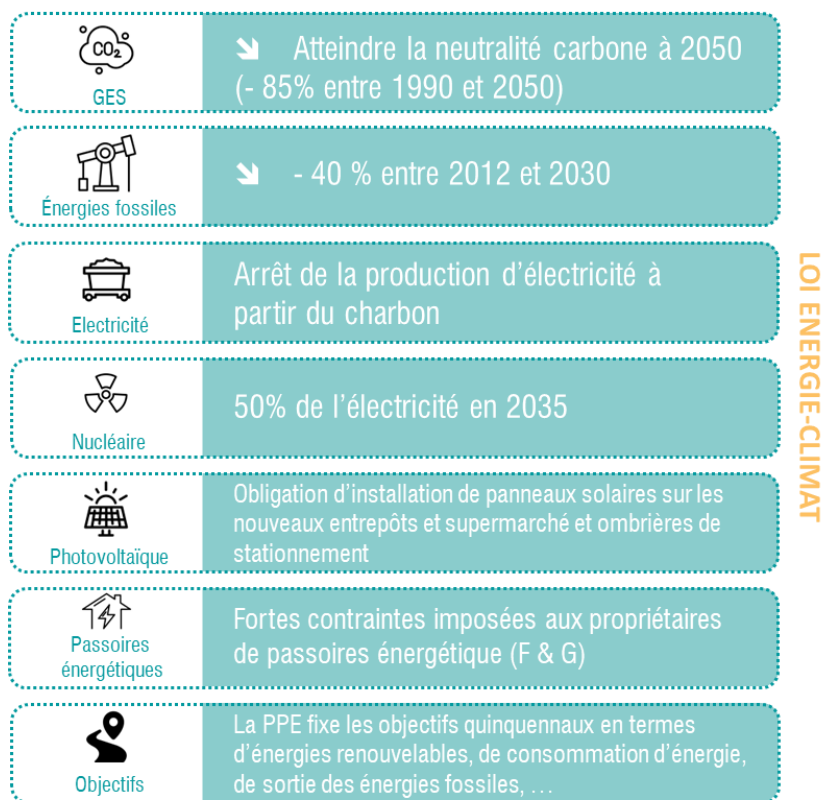 CO₂
GES
➘ Atteindre la neutralité carbone à 2050
(- 85% entre 1990 et 2050)
Énergies fossiles
➘ - 40 % entre 2012 et 2030
Electricité
Arrêt de la production d’électricité à
partir du charbon
Nucléaire
50% de l’électricité en 2035
Photovoltaïque
Obligation d’installation de panneaux solaires sur les
nouveaux entrepôts et supermarché et ombrières de
stationnement
Passoires
énergétiques
Fortes contraintes imposées aux propriétaires
de passoires énergétique (F & G)
Objectifs
La PPE fixe les objectifs quinquennaux en termes
d’énergies renouvelables, de consommation d’énergie,
de sortie des énergies fossiles, …
LOI ENERGIE-CLIMAT